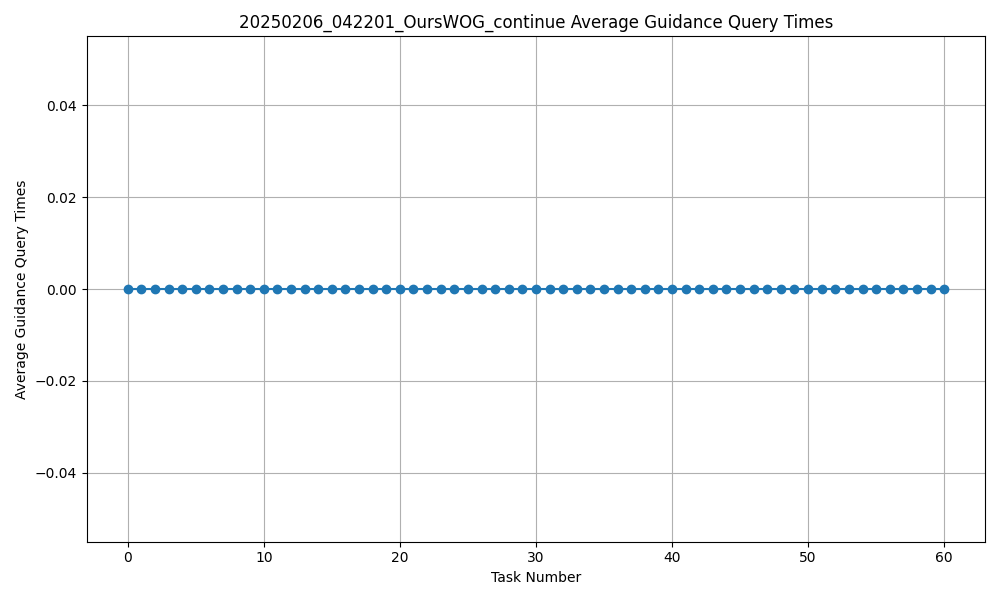 20250206_042201_OursWOG_continue Average Guidance Query Times
Average Guidance Query Times
0.04
0.02
0.00
−0.02
−0.04
0 10 20 30 40 50 60
Task Number